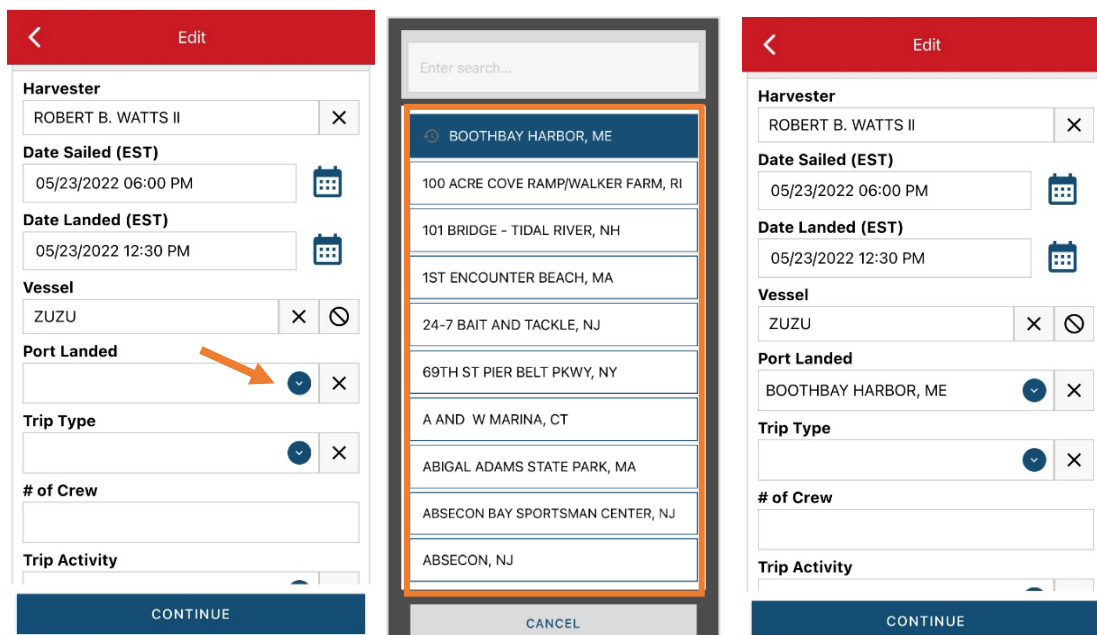 Edit
Harvester
ROBERT B. WATTS II
Date Sailed (EST)
05/23/2022 06:00 PM
Date Landed (EST)
05/23/2022 12:30 PM
Vessel
ZUZU
Port Landed
Trip Type
# of Crew
Trip Activity
CONTINUE
Enter search...
BOOTHBAY HARBOR, ME
100 ACRE COVE RAMP/WALKER FARM, RI
101 BRIDGE - TIDAL RIVER, NH
1ST ENCOUNTER BEACH, MA
24-7 BAIT AND TACKLE, NJ
69TH ST PIER BELT PKWY, NY
A AND  W MARINA, CT
ABIGAL ADAMS STATE PARK, MA
ABSECON BAY SPORTSMAN CENTER, NJ
ABSECON, NJ
CANCEL
Edit
Harvester
ROBERT B. WATTS II
Date Sailed (EST)
05/23/2022 06:00 PM
Date Landed (EST)
05/23/2022 12:30 PM
Vessel
ZUZU
Port Landed
BOOTHBAY HARBOR, ME
Trip Type
# of Crew
Trip Activity
CONTINUE